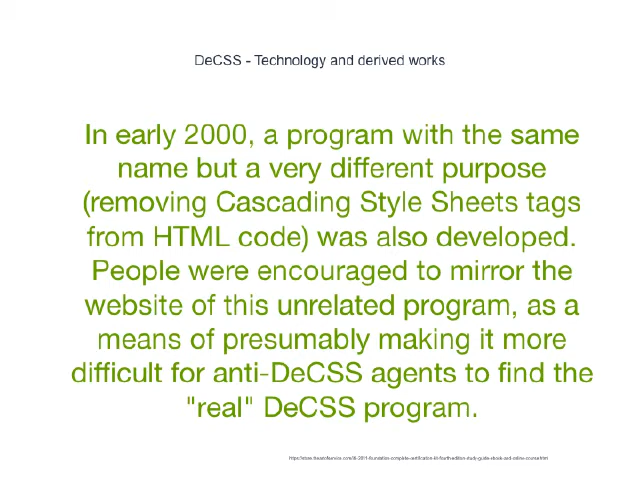 DeCSS - Technology and derived works
In early 2000, a program with the same
name but a very different purpose
(removing Cascading Style Sheets tags
from HTML code) was also developed.
People were encouraged to mirror the
website of this unrelated program, as a
means of presumably making it more
difficult for anti-DeCSS agents to find the
"real" DeCSS program.